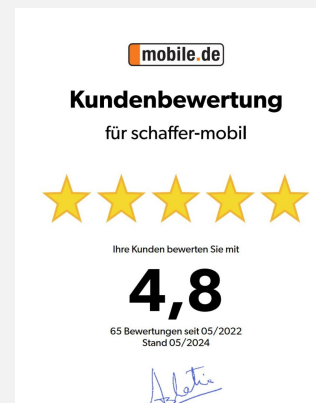 mobile.de
Kundenbewertung
für schaffer-mobil
Ihre Kunden bewerten Sie mit
4,8
65 Bewertungen seit 05/2022
Stand 05/2024